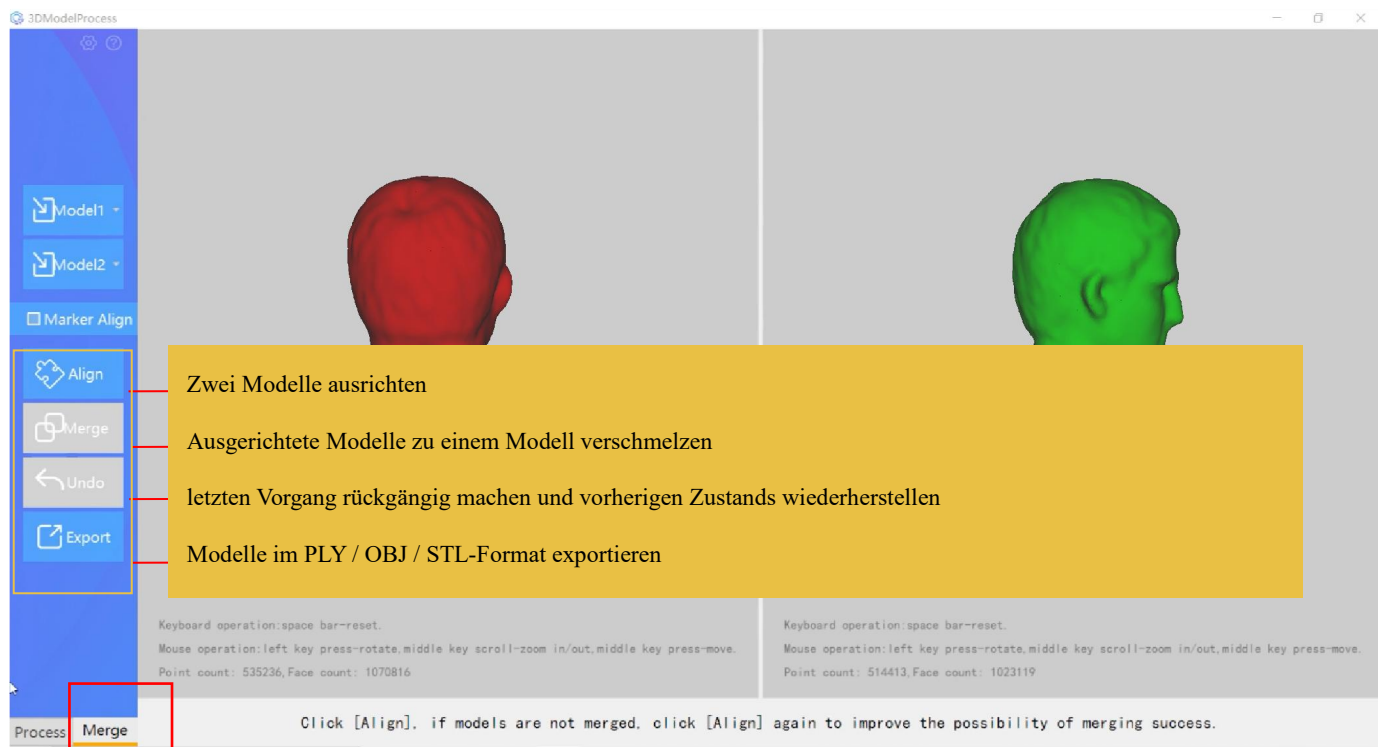 3DModelProcess
Model1
Model2
Marker Align
Align
Merge
Undo
Export
Zwei Modelle ausrichten
Ausgerichtete Modelle zu einem Modell verschmelzen
letzten Vorgang rückgängig machen und vorherigen Zustands wiederherstellen
Modelle im PLY / OBJ / STL-Format exportieren
Keyboard operation:space bar-reset.
Mouse operation:left key press-rotate,middle key scroll-zoom in/out,middle key press-move.
Point count: 535236,Face count: 1070816
Keyboard operation:space bar-reset.
Mouse operation:left key press-rotate,middle key scroll-zoom in/out,middle key press-move.
Point count: 514413,Face count: 1023119
Process Merge
Click [Align], if models are not merged, click [Align] again to improve the possibility of merging success.